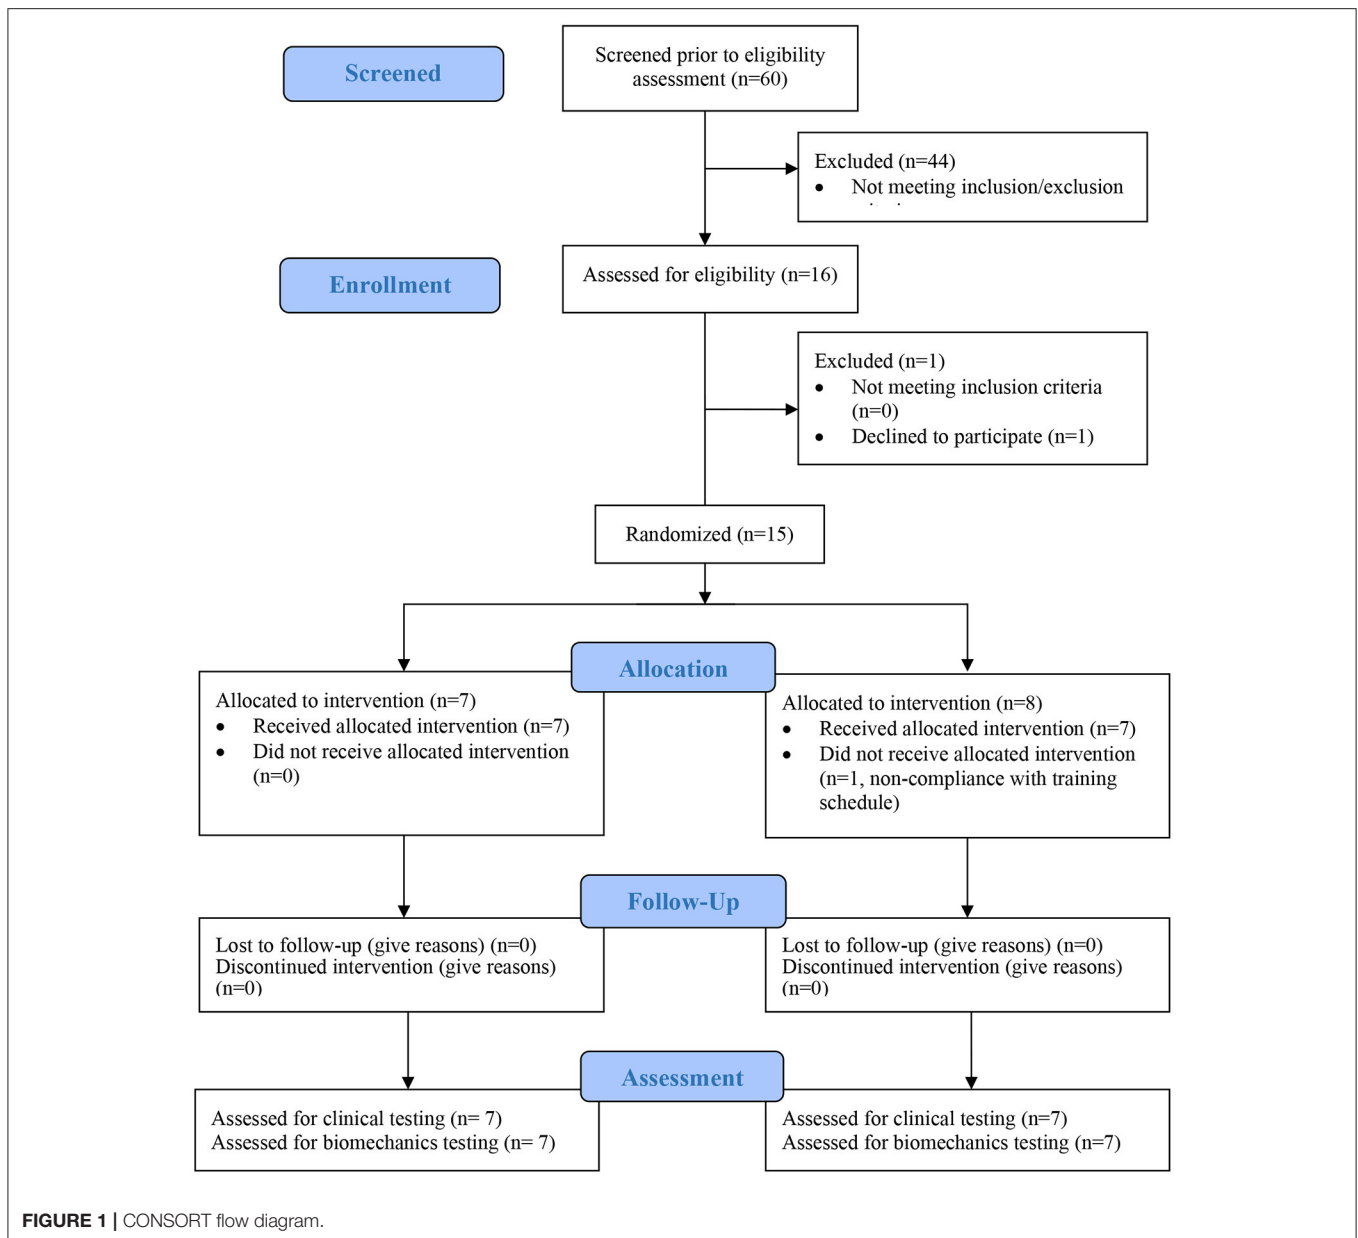 Screened
Screened prior to eligibility
assessment (n=60)
Excluded (n=44)
• Not meeting inclusion/exclusion
Enrollment
Assessed for eligibility (n=16)
Excluded (n=1)
• Not meeting inclusion criteria
(n=0)
• Declined to participate (n=1)
Randomized (n=15)
Allocation
Allocated to intervention (n=7)
• Received allocated intervention (n=7)
• Did not receive allocated intervention
(n=0)
Allocated to intervention (n=8)
• Received allocated intervention (n=7)
• Did not receive allocated intervention
(n=1, non-compliance with training
schedule)
Follow-Up
Lost to follow-up (give reasons) (n=0)
Discontinued intervention (give reasons)
(n=0)
Lost to follow-up (give reasons) (n=0)
Discontinued intervention (give reasons)
(n=0)
Assessment
Assessed for clinical testing (n= 7)
Assessed for biomechanics testing (n= 7)
Assessed for clinical testing (n=7)
Assessed for biomechanics testing (n=7)
FIGURE 1 | CONSORT flow diagram.